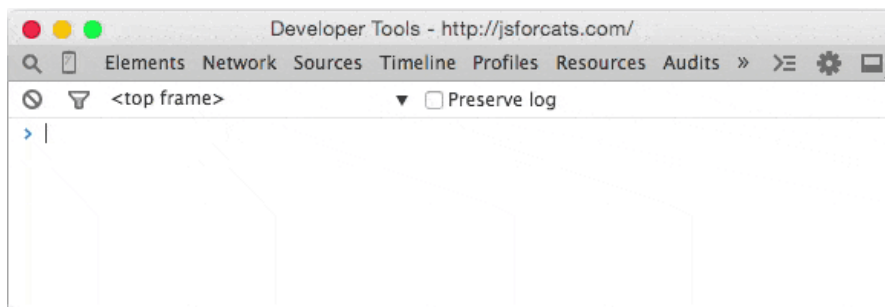 Developer Tools - http://jsforcats.com/
Elements Network Sources Timeline Profiles Resources Audits »
<top frame> ▼ Preserve log
>